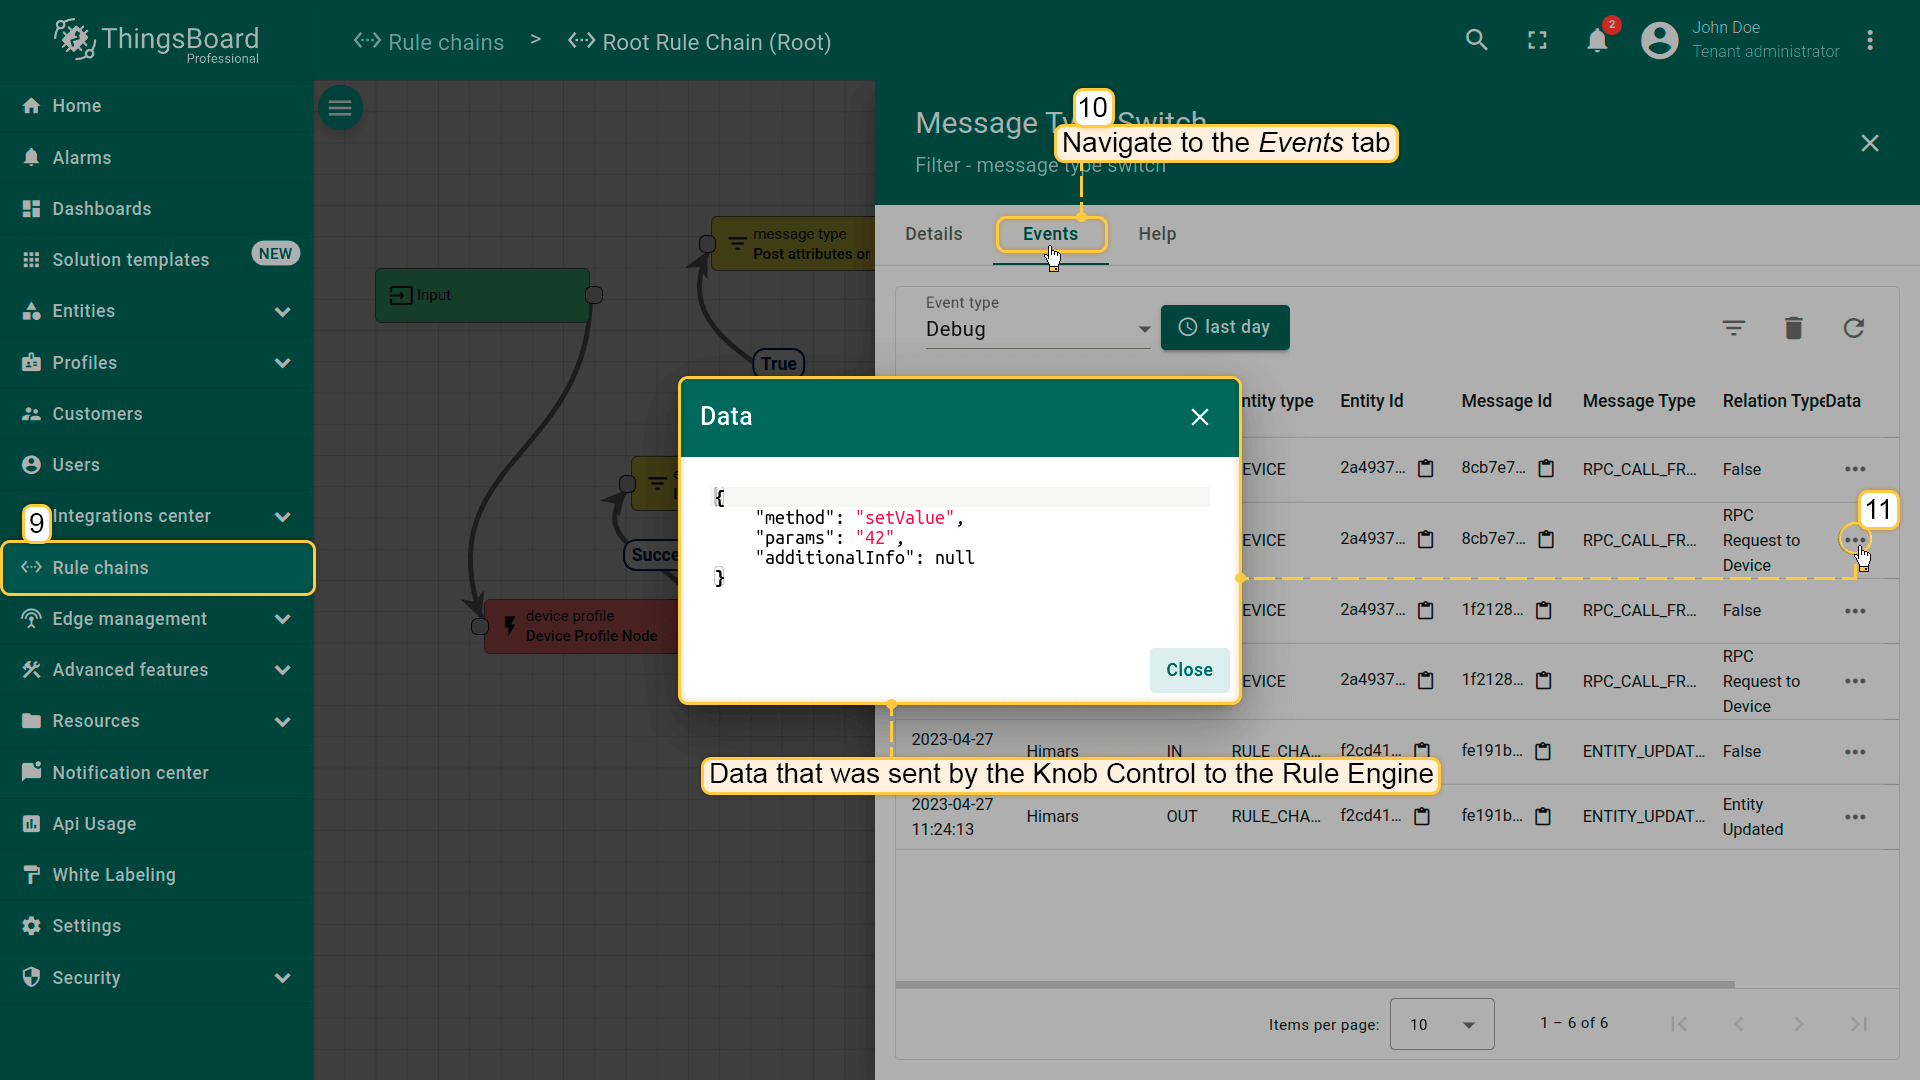 ThingsBoard
Professional
Rule chains > Root Rule Chain (Root)
2
John Doe
Tenant administrator
Home
Alarms
Dashboards
Solution templates NEW
Entities
Profiles
Customers
Users
9
Integrations center
Rule chains
Edge management
Advanced features
Resources
Notification center
Api Usage
White Labeling
Settings
Security
Input
message type
Post attributes or
True
Succe
device profile
Device Profile Node
Message Ty Switch
Filter - message type switch
10
Navigate to the Events tab
Details Events Help
Event type
Debug
last day
ntity type Entity Id Message Id Message Type Relation Type Data
EVICE 2a4937... 8cb7e7... RPC_CALL_FR... False
11
EVICE 2a4937... 8cb7e7... RPC_CALL_FR... RPC
Request to
Device
EVICE 2a4937... 1f2128... RPC_CALL_FR... False
EVICE 2a4937... 1f2128... RPC_CALL_FR... RPC
Request to
Device
2023-04-27
Himars IN RULE_CHA... f2cd41... fe191b... ENTITY_UPDAT... False
2023-04-27
11:24:13
Himars OUT RULE_CHA... f2cd41... fe191b... ENTITY_UPDAT... Entity
Updated
Data
{
"method": "setValue",
"params": "42",
"additionalInfo": null
}
Close
Data that was sent by the Knob Control to the Rule Engine
Items per page: 10
1 – 6 of 6